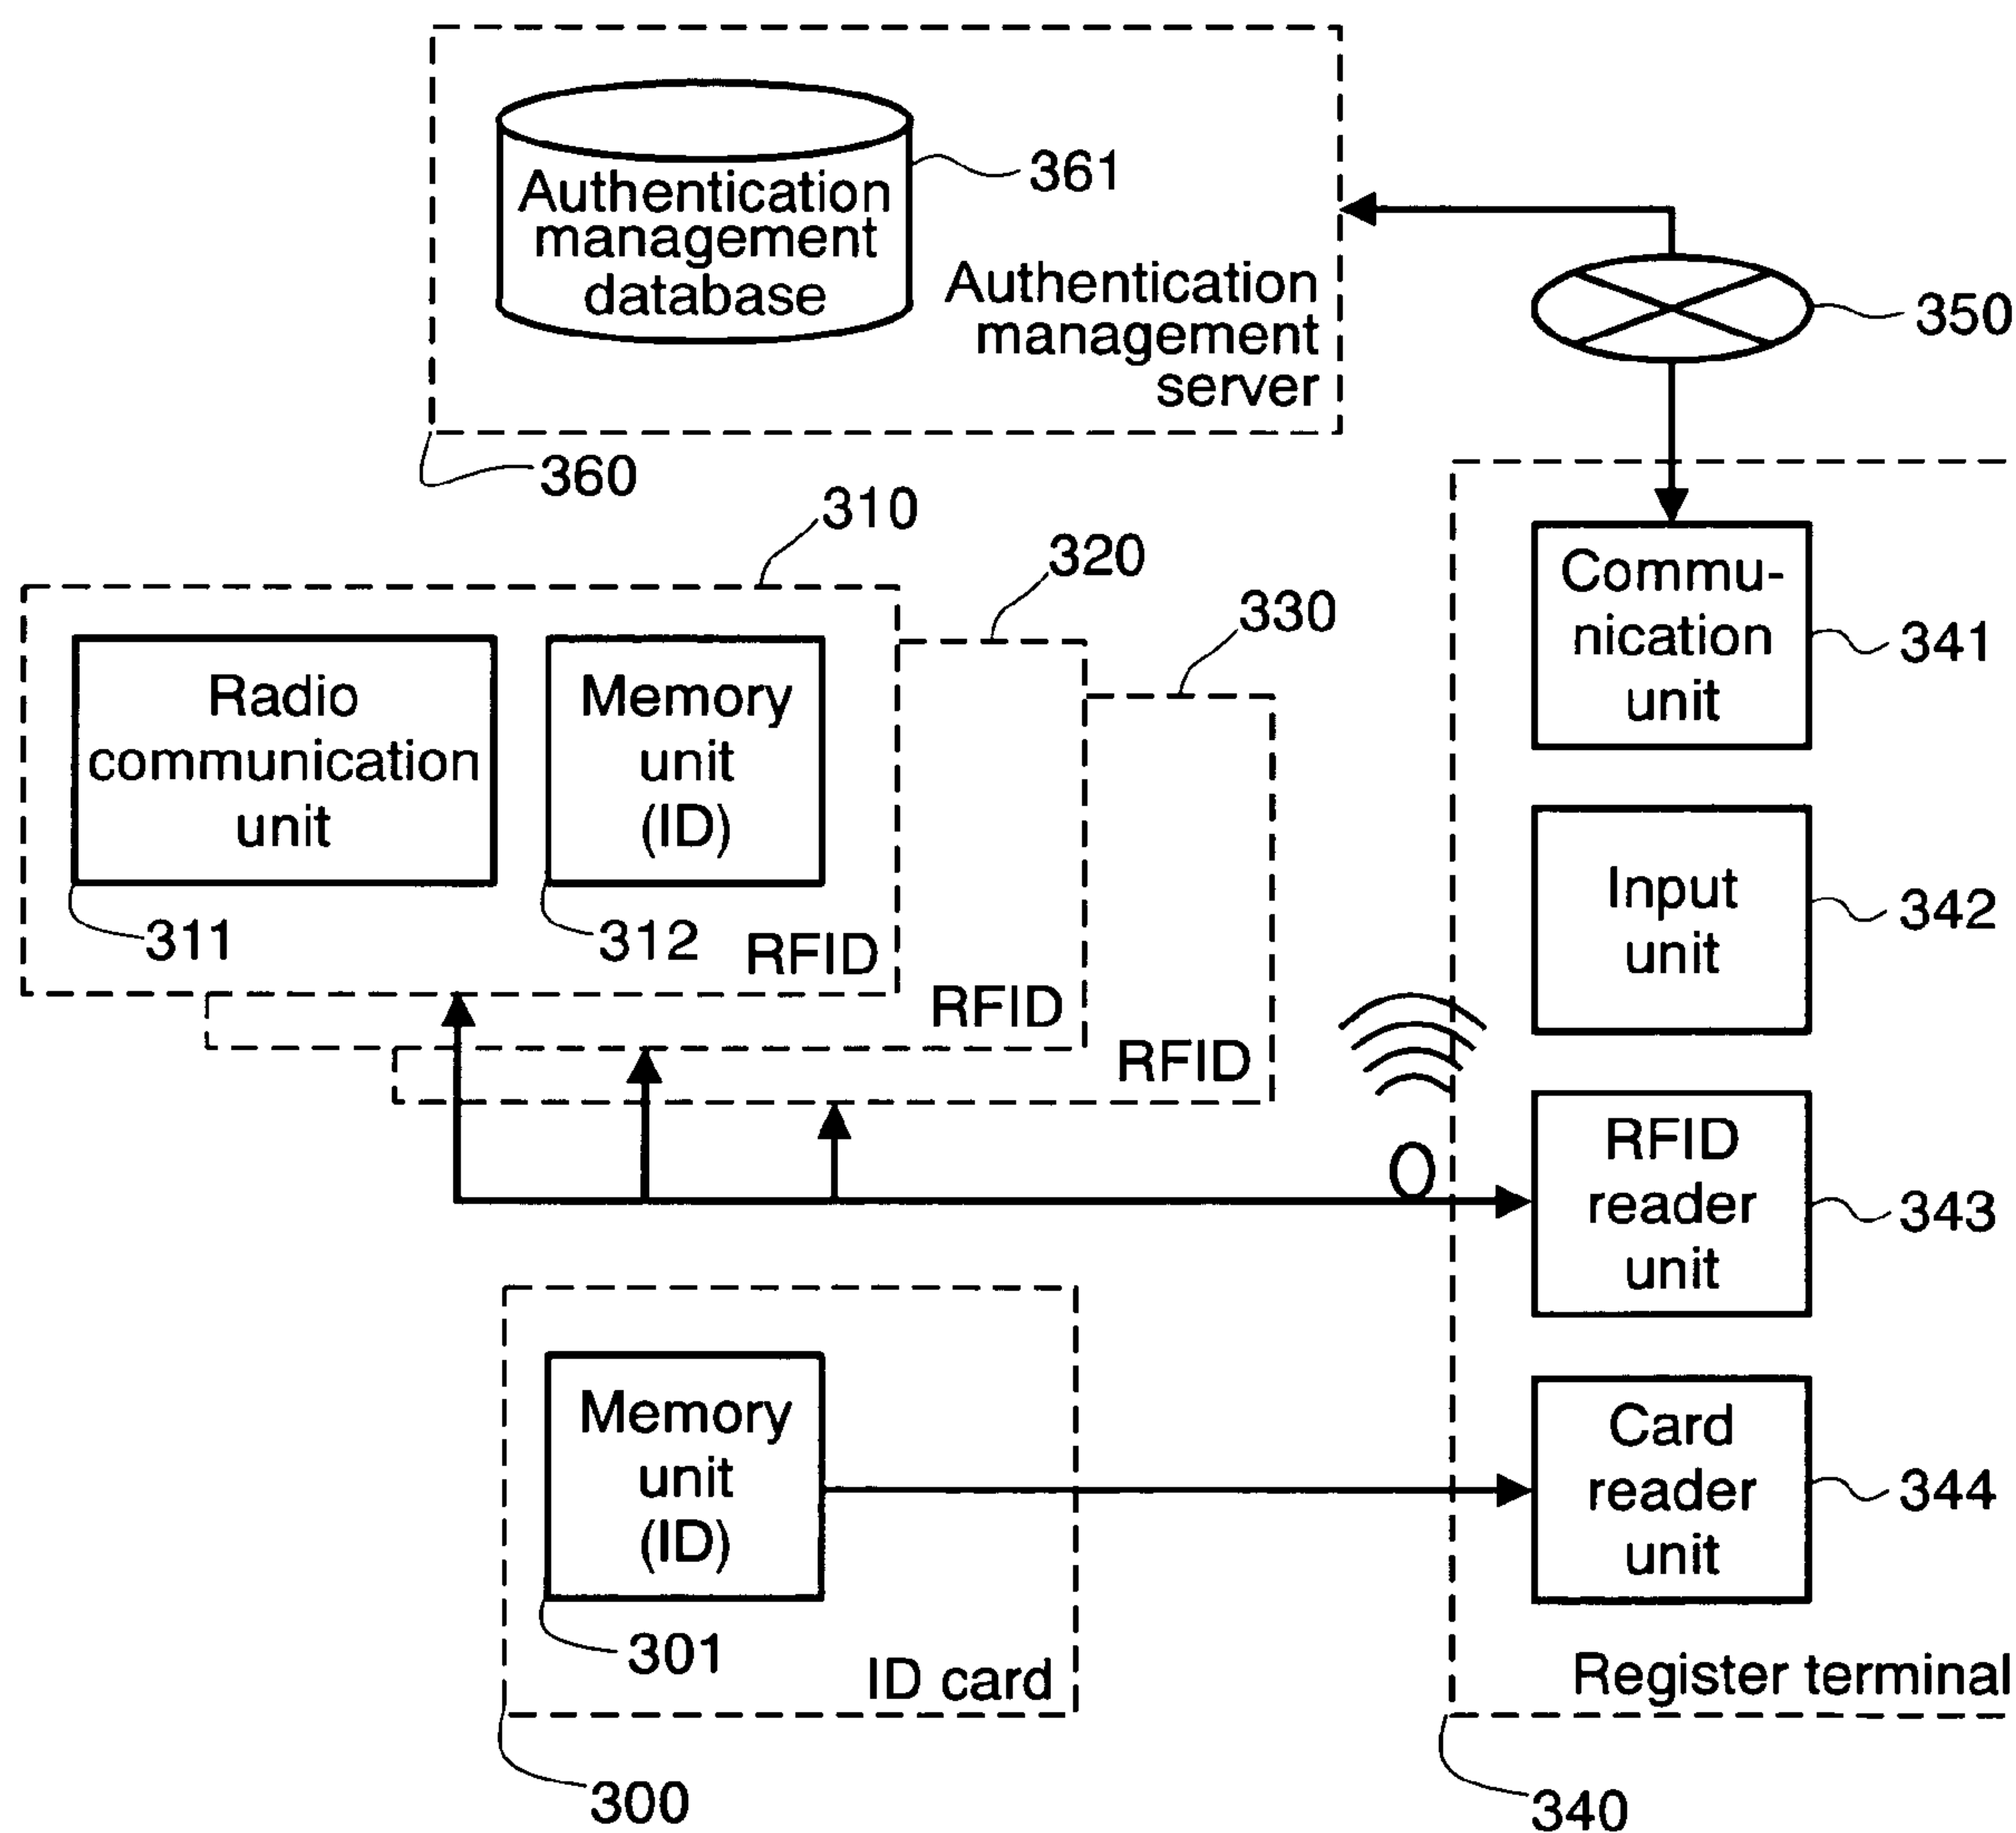 Authentication
management
database
361
Authentication
management
server
360
350
310
320
330
Radio
communication
unit
311
Memory
unit
(ID)
312
RFID
RFID
RFID
Commu-
nication
unit
341
Input
unit
342
RFID
reader
unit
343
Memory
unit
(ID)
301
ID card
300
Card
reader
unit
344
Register terminal
340